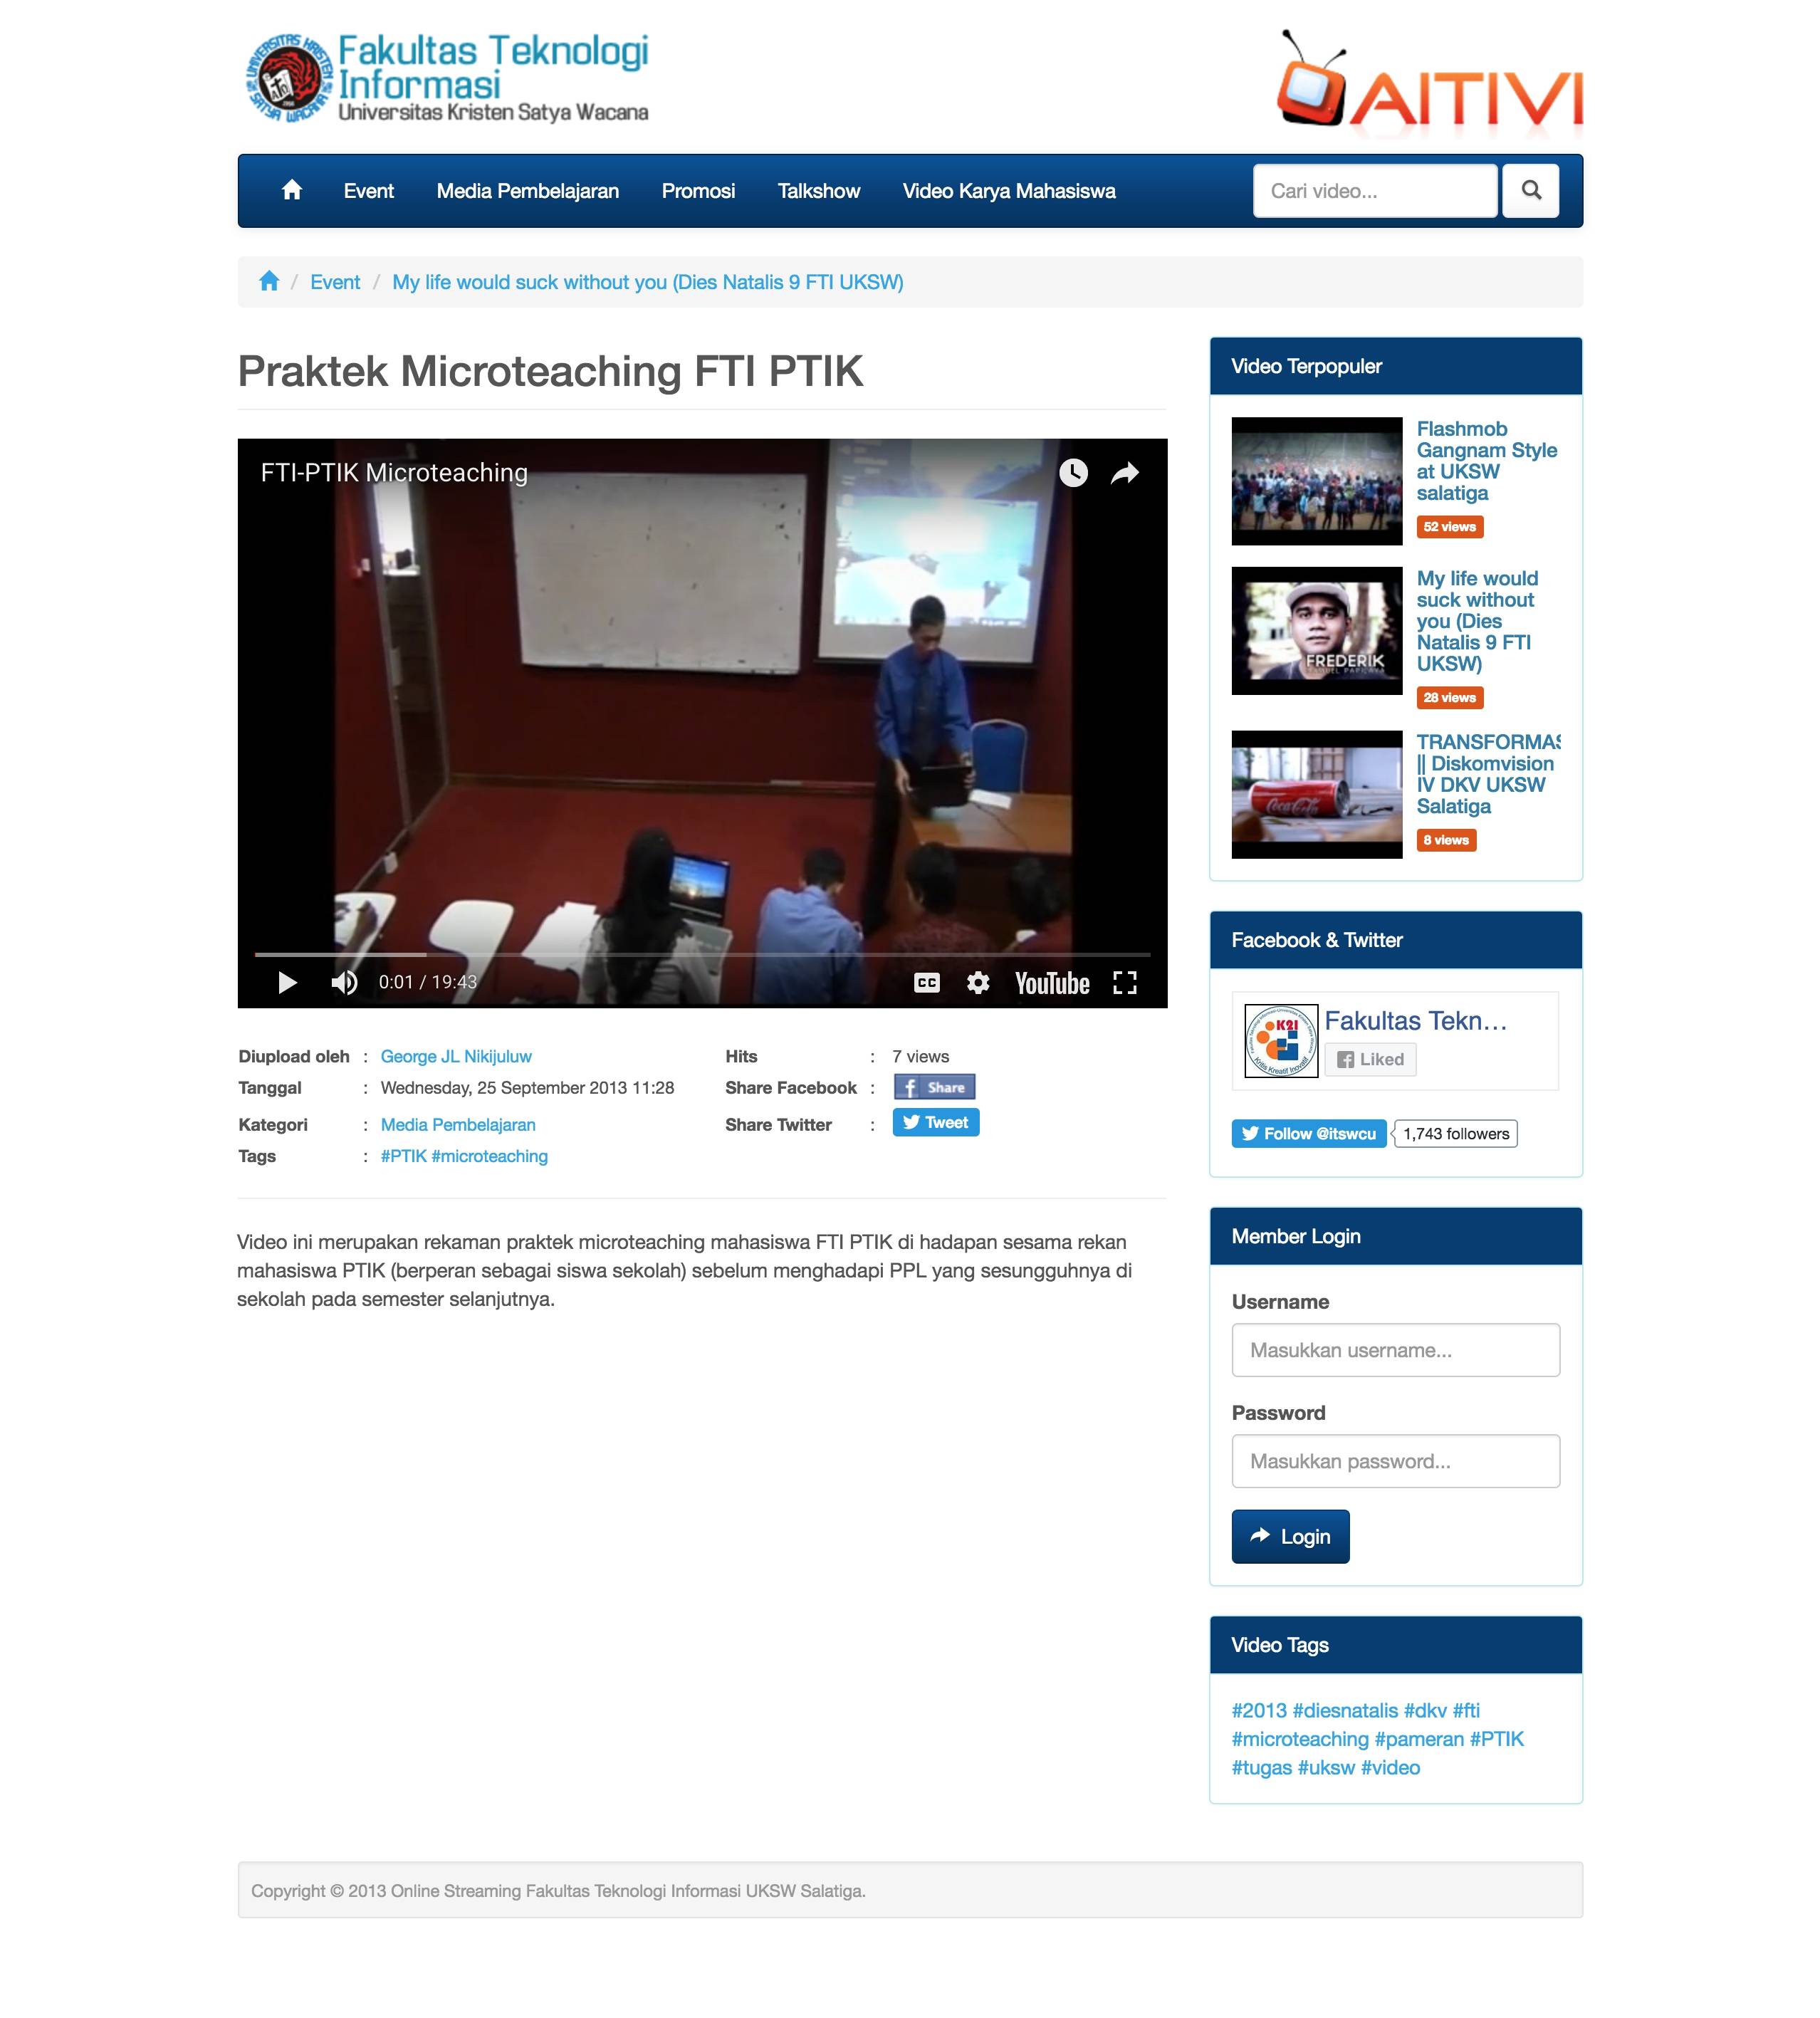 Fakultas Teknologi
Informasi
Universitas Kristen Satya Wacana
UNIVERSITAS KRISTEN
SATYA WACANA
AITIVI
Event
Media Pembelajaran
Promosi
Talkshow
Video Karya Mahasiswa
Cari video...
/ Event / My life would suck without you (Dies Natalis 9 FTI UKSW)
Praktek Microteaching FTI PTIK
FTI-PTIK Microteaching
0:01 / 19:43
CC
YouTube
Diupload oleh : George JL Nikijuluw
Tanggal : Wednesday, 25 September 2013 11:28
Kategori : Media Pembelajaran
Tags : #PTIK #microteaching
Hits : 7 views
Share Facebook : Share
Share Twitter : Tweet
Video ini merupakan rekaman praktek microteaching mahasiswa FTI PTIK di hadapan sesama rekan
mahasiswa PTIK (berperan sebagai siswa sekolah) sebelum menghadapi PPL yang sesungguhnya di
sekolah pada semester selanjutnya.
Video Terpopuler
Flashmob
Gangnam Style
at UKSW
salatiga
52 views
FREDERIK
My life would
suck without
you (Dies
Natalis 9 FTI
UKSW)
28 views
Coca-Cola
TRANSFORMAS
|| Diskomvision
IV DKV UKSW
Salatiga
8 views
Facebook & Twitter
K21
Kritis Kreatif Inovatif
Fakultas Tekn...
Liked
Follow @itswcu
1,743 followers
Member Login
Username
Masukkan username...
Password
Masukkan password...
Login
Video Tags
#2013 #diesnatalis #dkv #fti
#microteaching #pameran #PTIK
#tugas #uksw #video
Copyright © 2013 Online Streaming Fakultas Teknologi Informasi UKSW Salatiga.